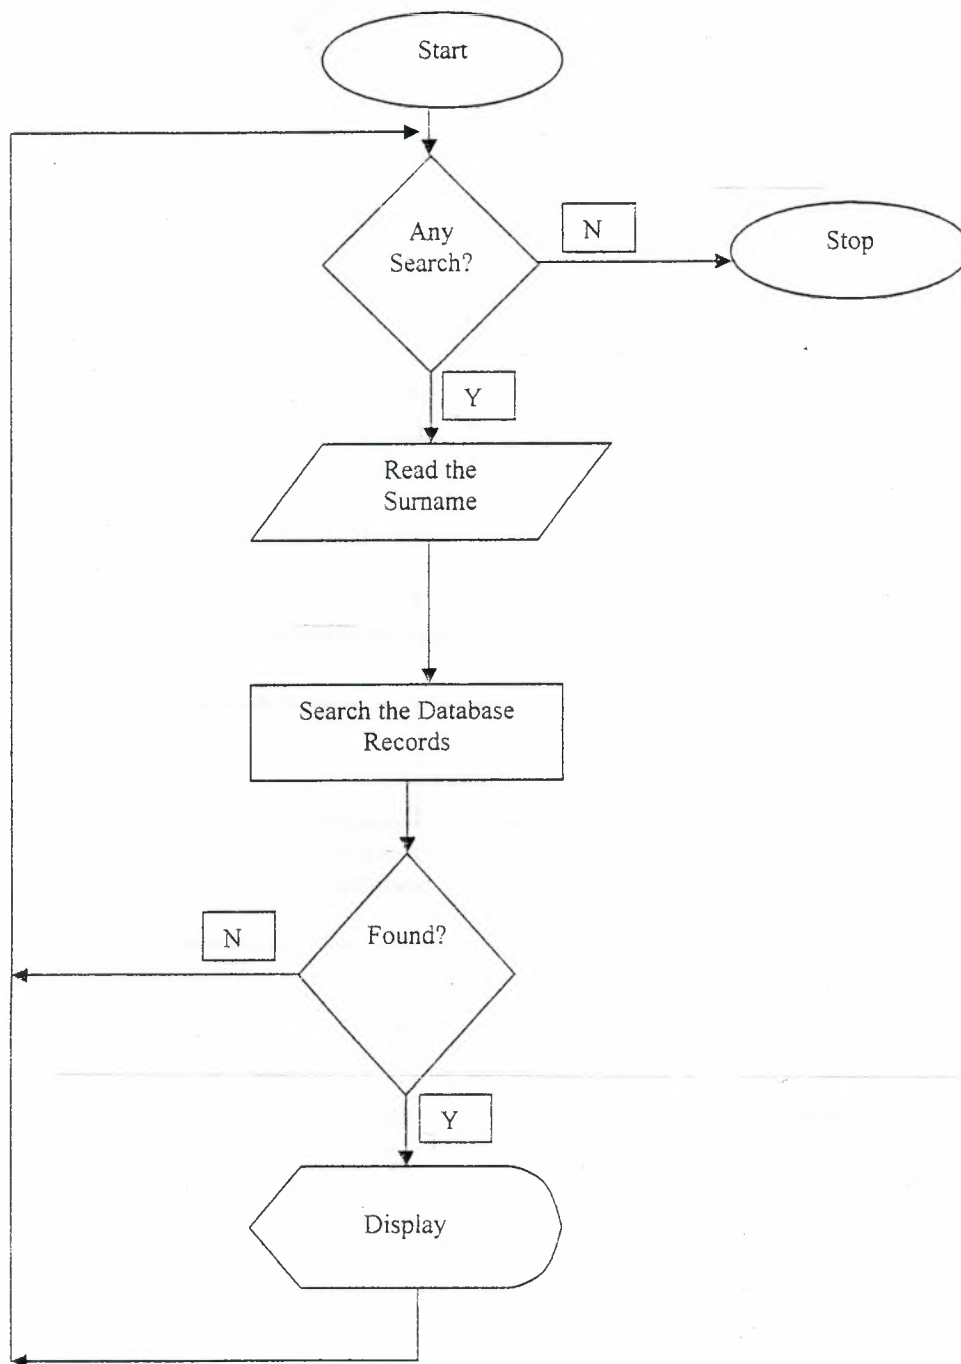 Start
Any
Search?
N
Stop
Y
Read the
Surname
Search the Database
Records
N
Found?
Y
Display